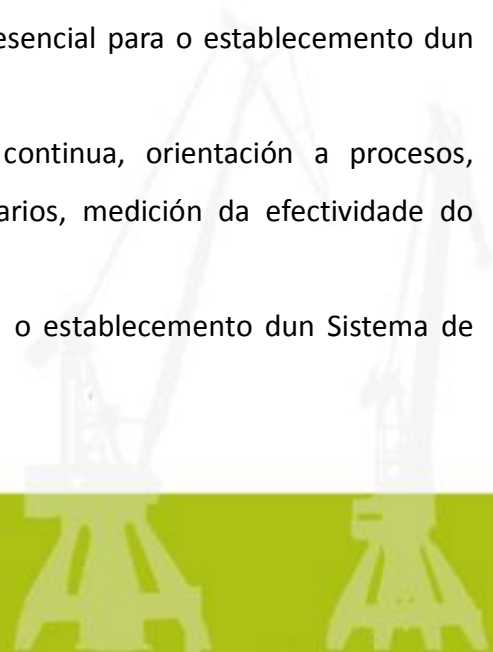 esencial para o establecemento dun
continua, orientación a procesos,
arios, medición da efectividade do
o establecemento dun Sistema de